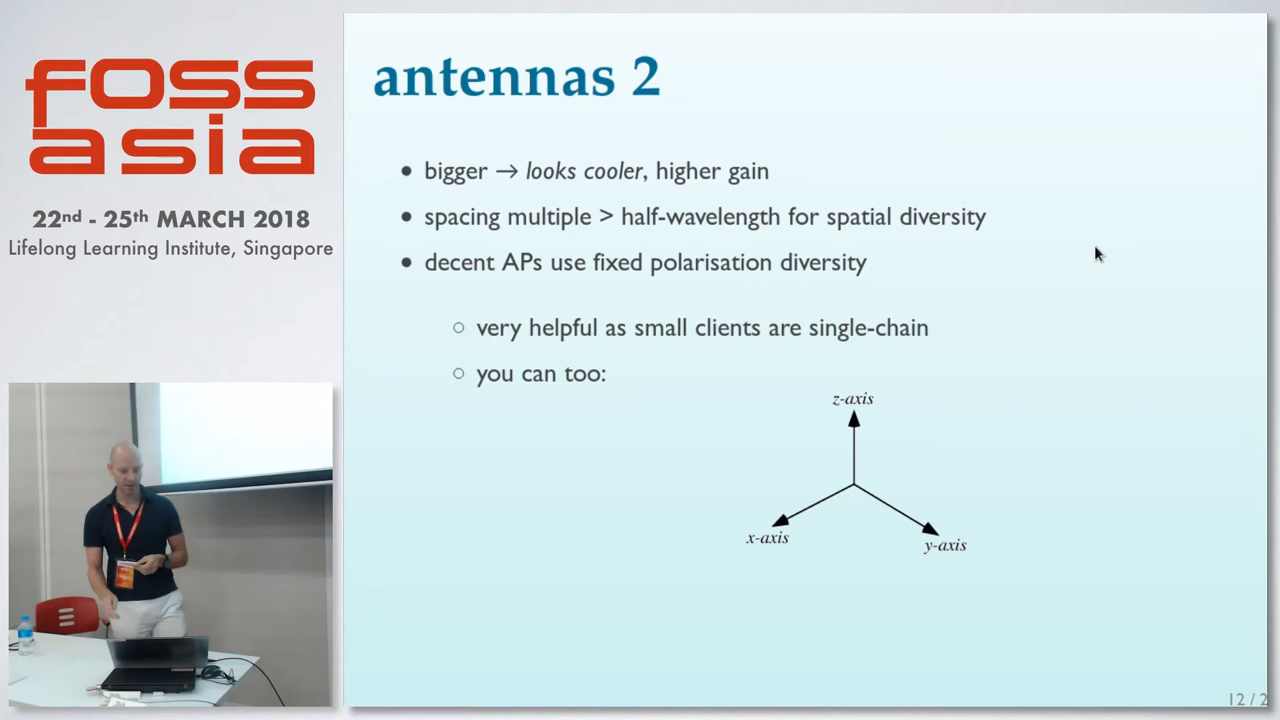 foss
asia
22nd - 25th MARCH 2018
Lifelong Learning Institute, Singapore
antennas 2
• bigger → looks cooler, higher gain
• spacing multiple > half-wavelength for spatial diversity
• decent APs use fixed polarisation diversity
○ very helpful as small clients are single-chain
○ you can too:
z-axis
x-axis
y-axis
12 / 2